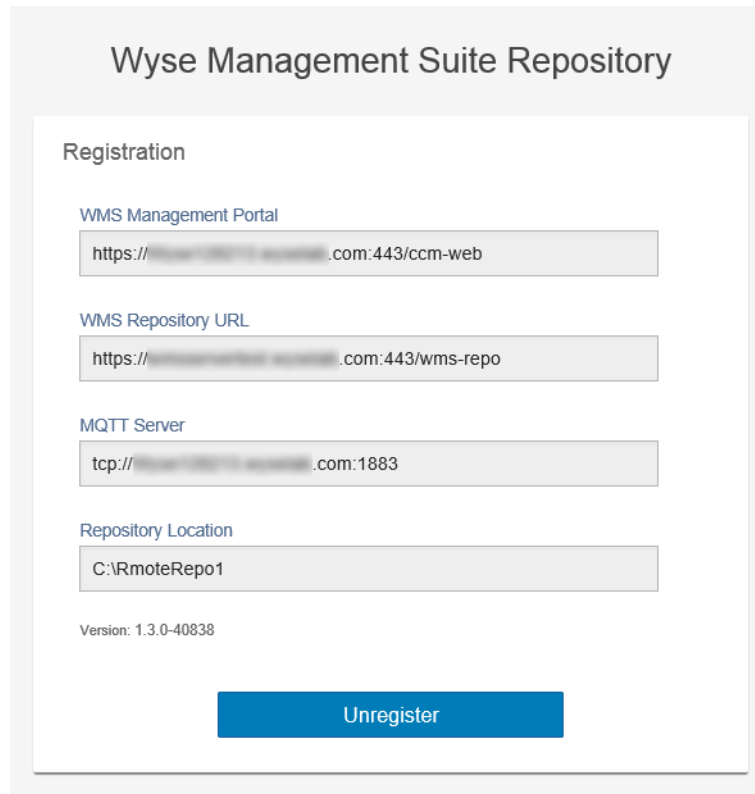 Wyse Management Suite Repository
Registration
WMS Management Portal
https:// .com:443/ccm-web
WMS Repository URL
https:// .com:443/wms-repo
MQTT Server
tcp:// .com:1883
Repository Location
C:\RmoteRepo1
Version: 1.3.0-40838
Unregister